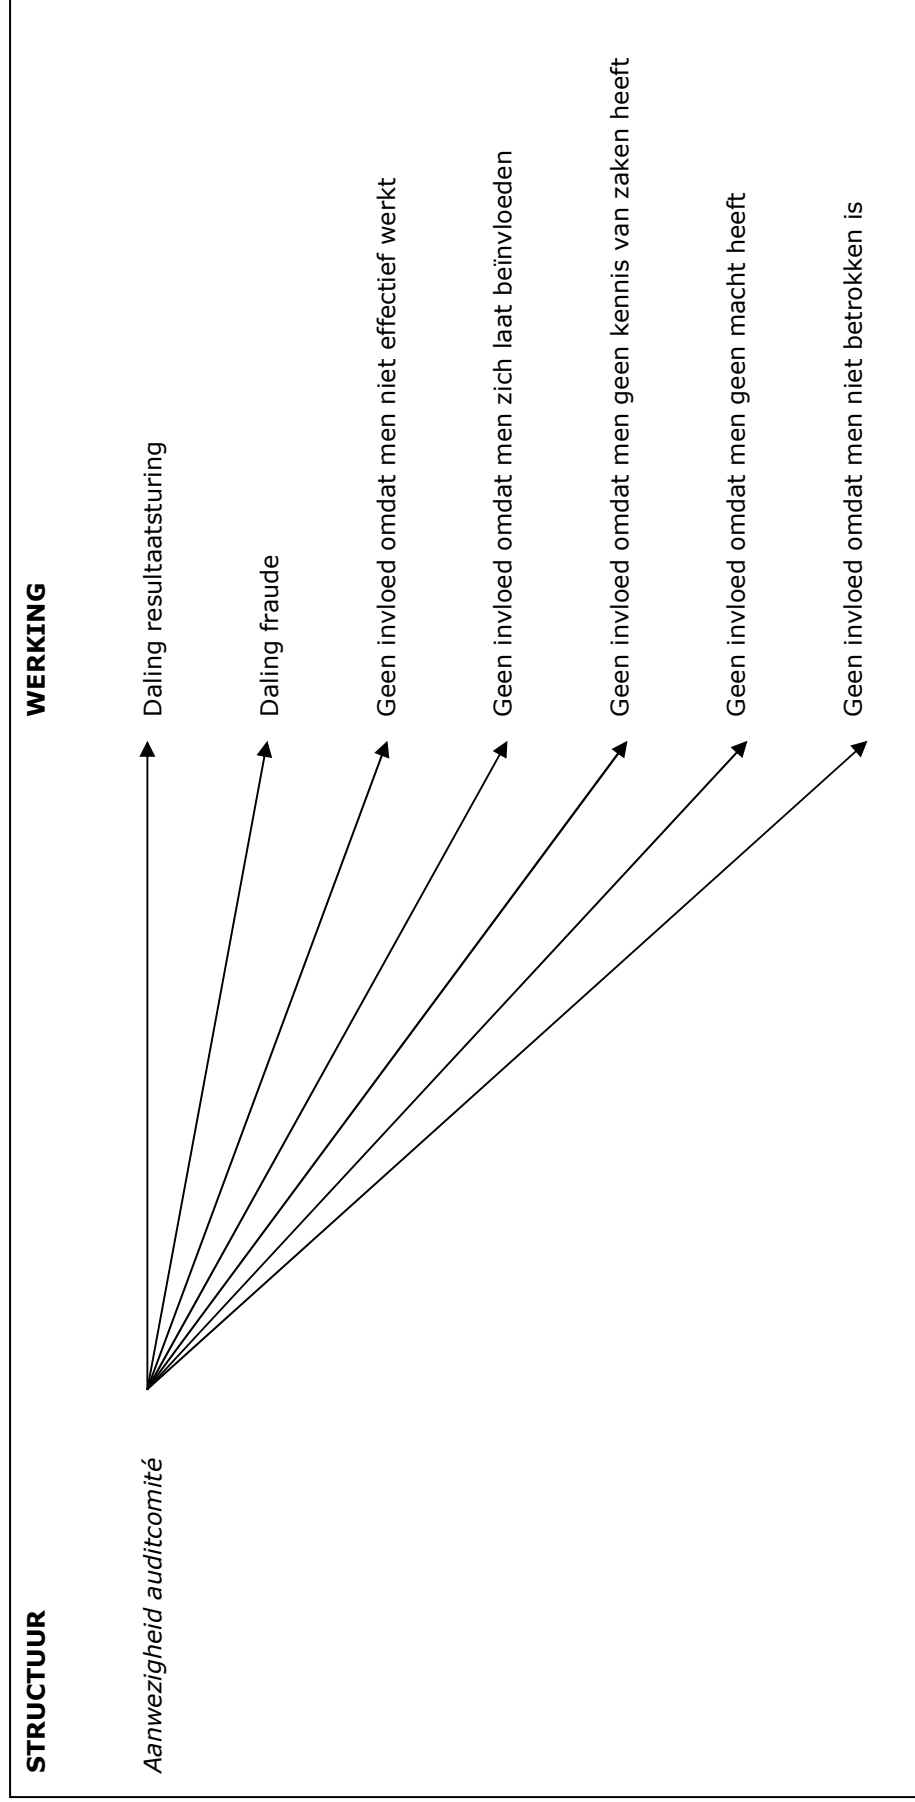 STRUCTUUR
WERKING
Aanwezigheid auditcomité
Daling resultaatsturing
Daling fraude
Geen invloed omdat men niet effectief werkt
Geen invloed omdat men zich laat beïnvloeden
Geen invloed omdat men geen kennis van zaken heeft
Geen invloed omdat men geen macht heeft
Geen invloed omdat men niet betrokken is